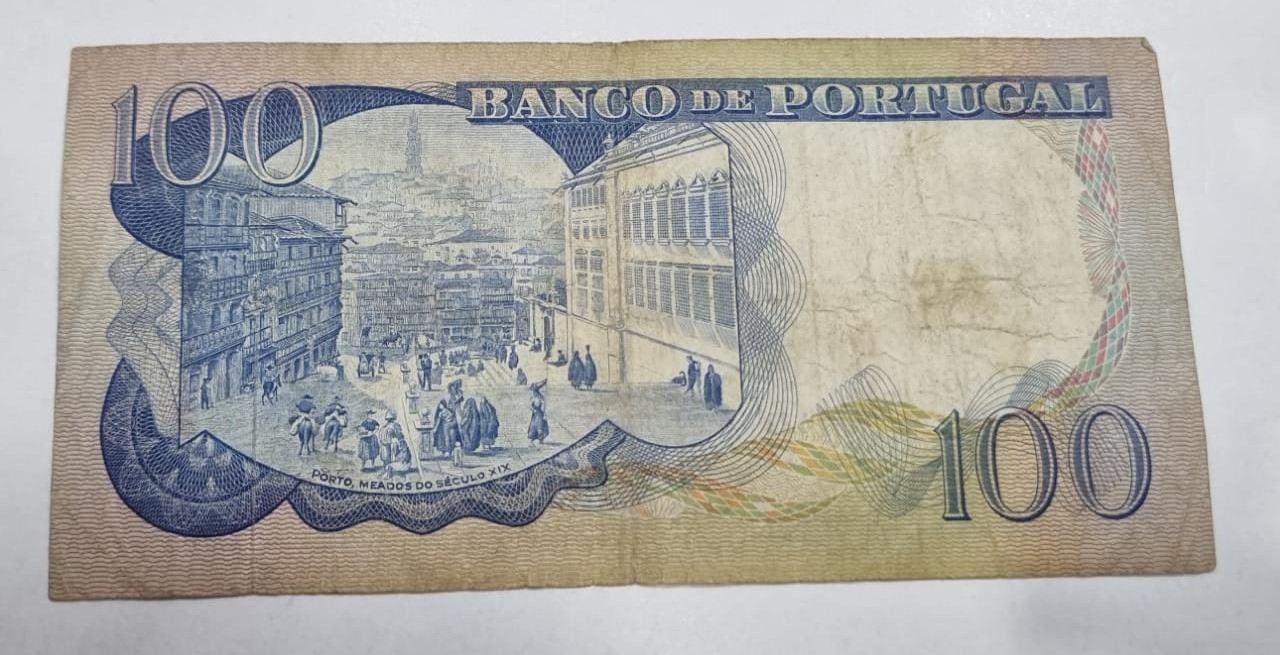 100
BANCO DE PORTUGAL
PORTO, MEADOS DO SÉCULO XIX
100